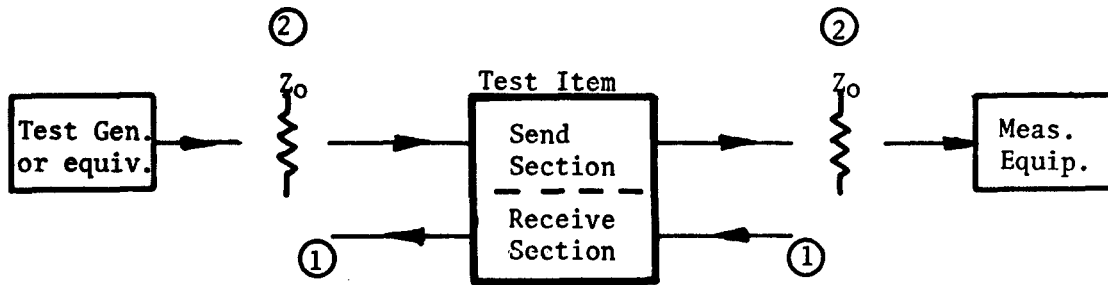 ② ②
Z₀ Test Item Z₀
Test Gen.
or equiv.
Send
Section
Meas.
Equip.
Receive
Section
① ①